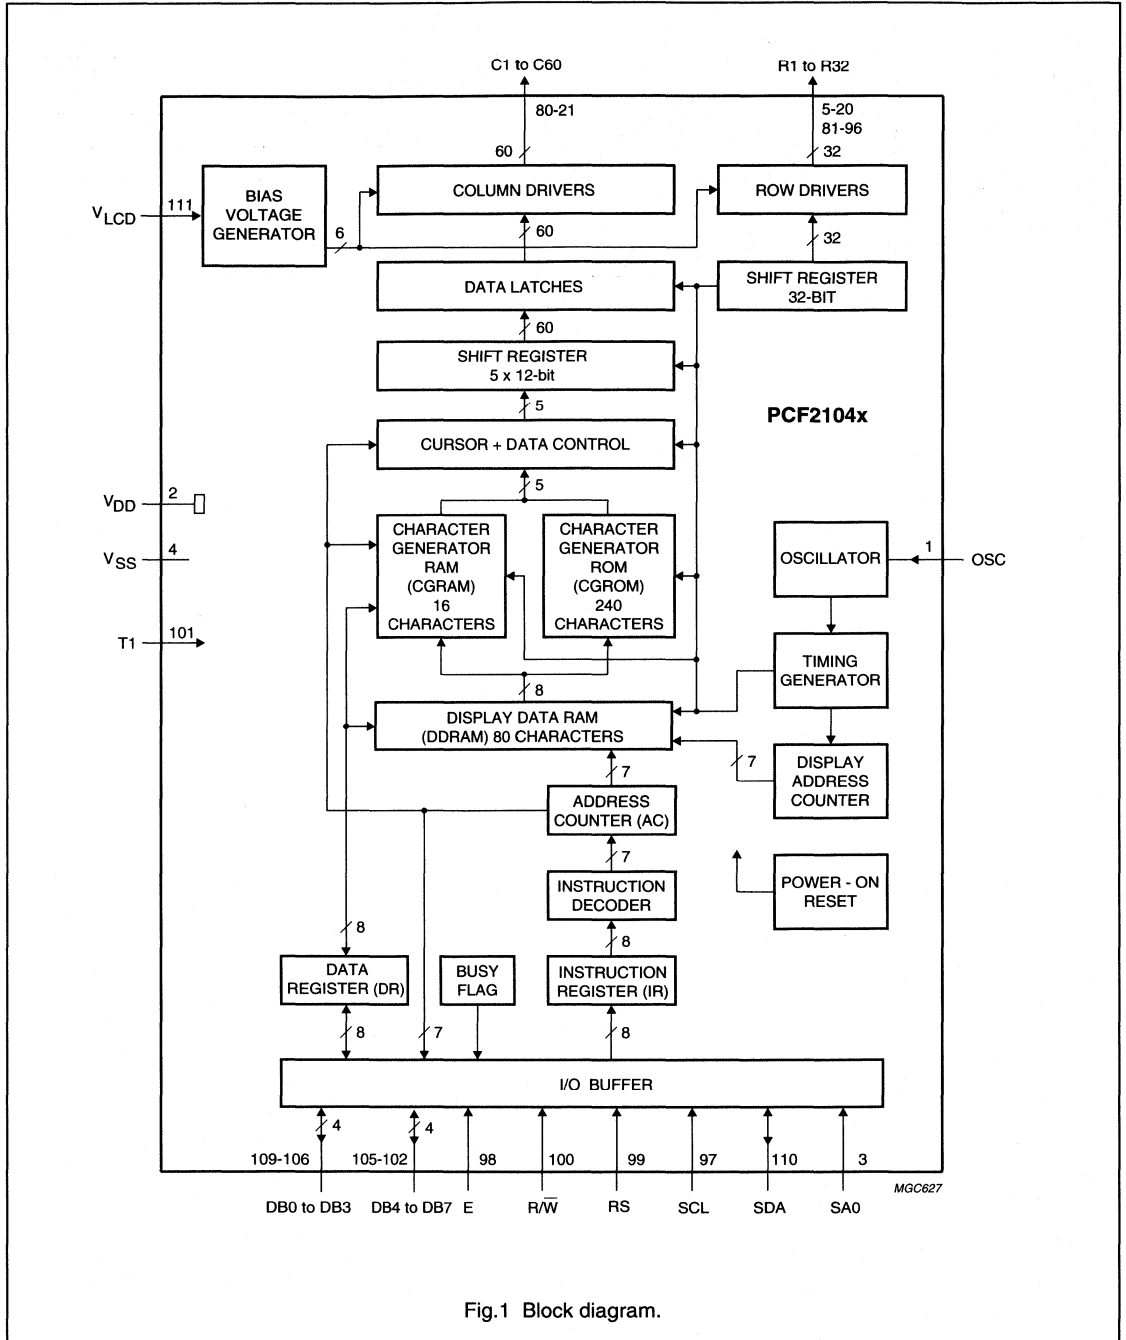 C1 to C60
R1 to R32
80-21
5-20
81-96
60
32
VLCD
111
BIAS
VOLTAGE
GENERATOR
6
COLUMN DRIVERS
ROW DRIVERS
60
32
DATA LATCHES
SHIFT REGISTER
32-BIT
60
SHIFT REGISTER
5 x 12-bit
5
PCF2104x
CURSOR + DATA CONTROL
5
VDD
2
VSS
4
T1
101
CHARACTER
GENERATOR
RAM
(CGRAM)
16
CHARACTERS
CHARACTER
GENERATOR
ROM
(CGROM)
240
CHARACTERS
OSCILLATOR
1
OSC
TIMING
GENERATOR
8
DISPLAY DATA RAM
(DDRAM) 80 CHARACTERS
7
DISPLAY
ADDRESS
COUNTER
7
ADDRESS
COUNTER (AC)
7
INSTRUCTION
DECODER
POWER - ON
RESET
8
8
DATA
REGISTER (DR)
BUSY
FLAG
INSTRUCTION
REGISTER (IR)
8
7
8
I/O BUFFER
4
4
109-106
105-102
98
100
99
97
110
3
MGC627
DB0 to DB3
DB4 to DB7
E
R/W̅
RS
SCL
SDA
SA0
Fig.1 Block diagram.